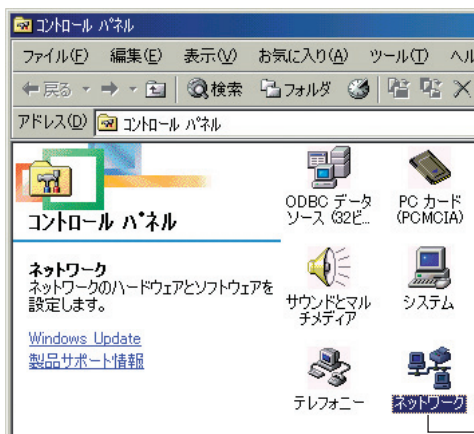 コントロール パネル
ファイル(F) 編集(E) 表示(V) お気に入り(A) ツール(T) ヘル
戻る 検索 フォルダ
アドレス(D) コントロール パネル
コントロール パネル
ネットワーク
ネットワークのハードウェアとソフトウェアを
設定します。
Windows Update
製品サポート情報
ODBC データ
ソース (32ビ...
PC カード
(PCMCIA)
サウンドとマル
チメディア
システム
テレフォニー
ネットワーク